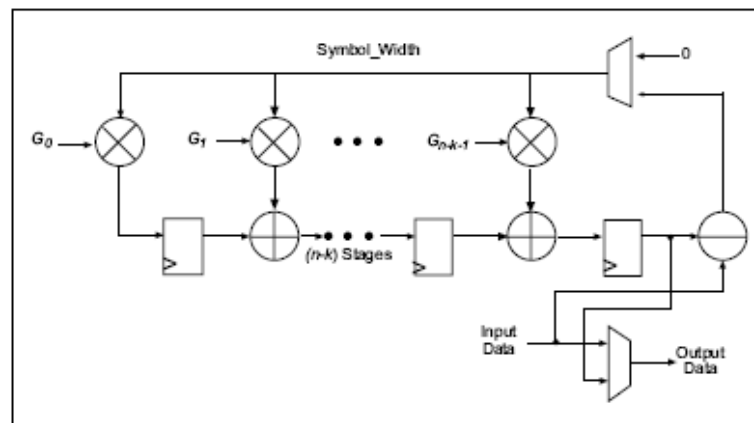 Symbol_Width
0
G0
G1
Gn-k-1
(n-k) Stages
Input
Data
Output
Data